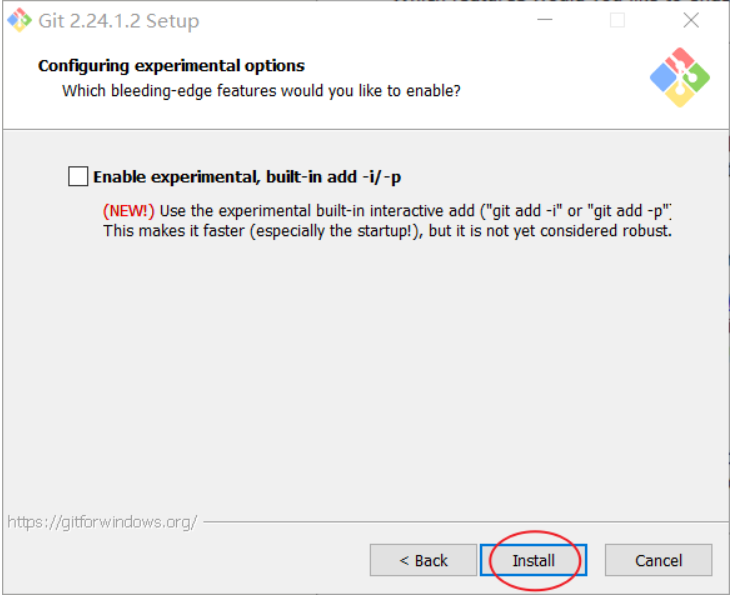 Git 2.24.1.2 Setup
Configuring experimental options
Which bleeding-edge features would you like to enable?
Enable experimental, built-in add -i/-p
(NEW!) Use the experimental built-in interactive add ("git add -i" or "git add -p"
This makes it faster (especially the startup!), but it is not yet considered robust.
https://gitforwindows.org/
< Back
Install
Cancel